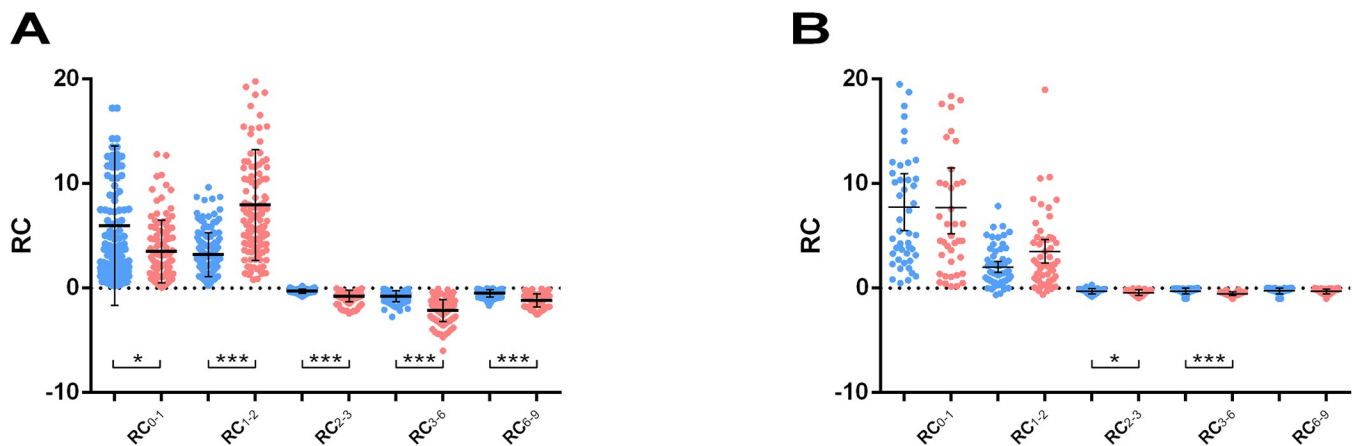 A
B
20
10
0
-10
RC
* *** *** *** ***
RC0-1 RC1-2 RC2-3 RC3-6 RC6-9
20
10
0
-10
RC
* ***
RC0-1 RC1-2 RC2-3 RC3-6 RC6-9